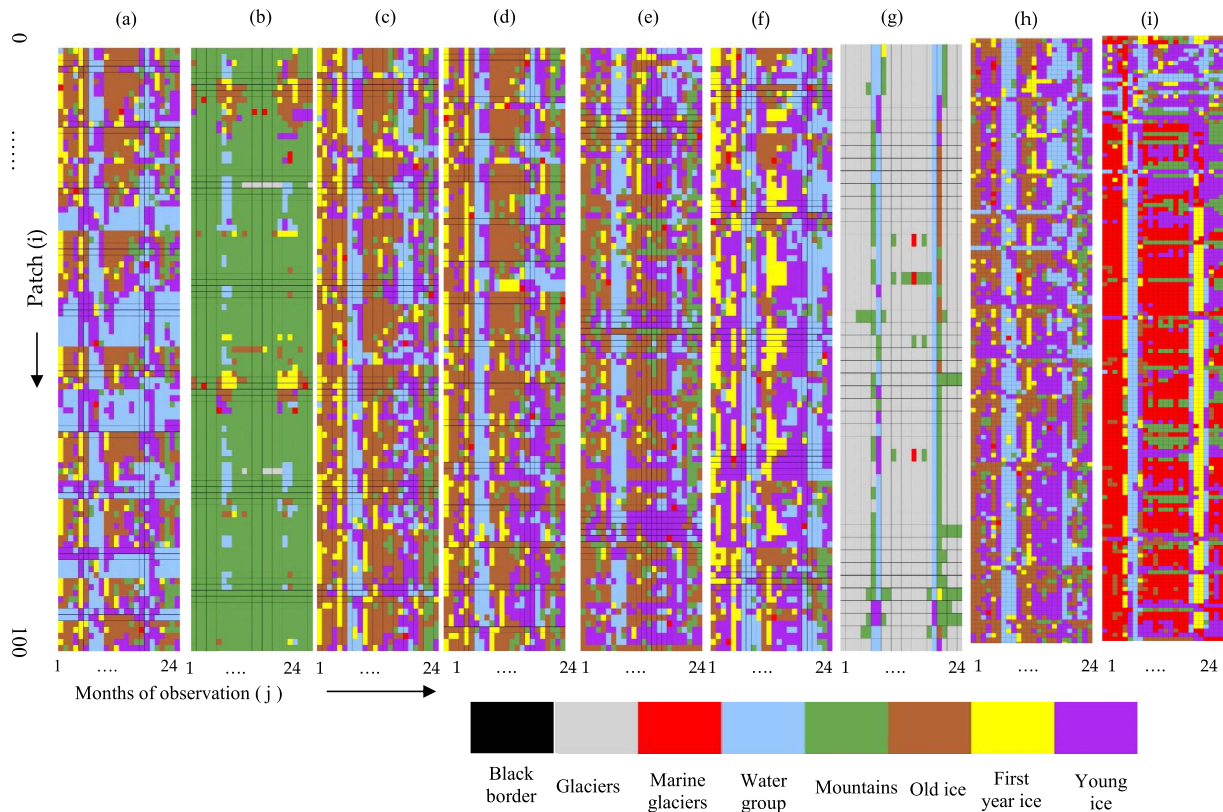 (a) (b) (c) (d) (e) (f) (g) (h) (i)
0
……
Patch (i)
100
1 …. 24 1 …. 24 1 …. 24 1 …. 24 1 …. 24 1 …. 24 1 …. 24 1 …. 24 1 …. 24
Months of observation ( j )
Black border
Glaciers
Marine glaciers
Water group
Mountains
Old ice
First year ice
Young ice